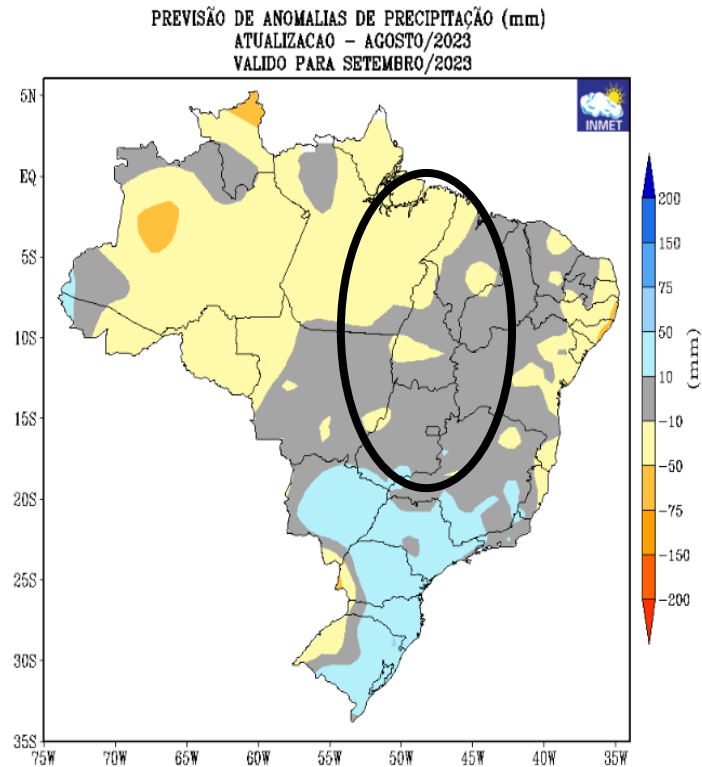 PREVISÃO DE ANOMALIAS DE PRECIPITAÇÃO (mm)
ATUALIZACAO - AGOSTO/2023
VALIDO PARA SETEMBRO/2023
INMET
5N
EQ
5S
10S
15S
20S
25S
30S
35S
75W 70W 65W 60W 55W 50W 45W 40W 35W
200
150
75
50
10
-10
-50
-75
-150
-200
(mm)